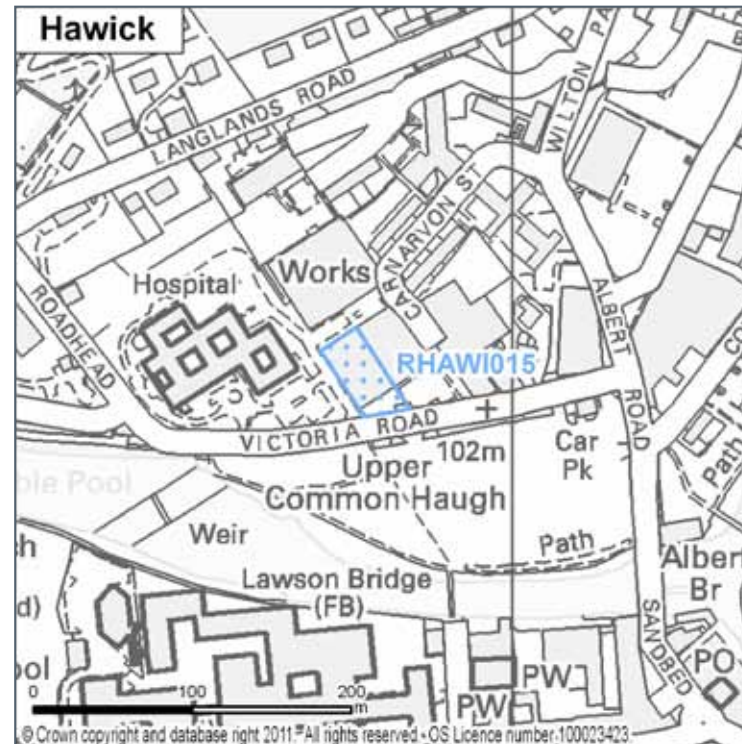 Hawick
LANGLANDS ROAD
WILTON PA
CARNARVON ST
Hospital
Works
ROADHEAD
RHAWI015
ALBERT ROAD
VICTORIA ROAD
102m
Car
Pk
Path
Upper
Common Haugh
ble Pool
Weir
Path
Lawson Bridge
(FB)
Albert
Br
SANDBED
PO
PW
PW
ool
d)
0 100 200
m
© Crown copyright and database right 2011. All rights reserved - OS Licence number 100023423